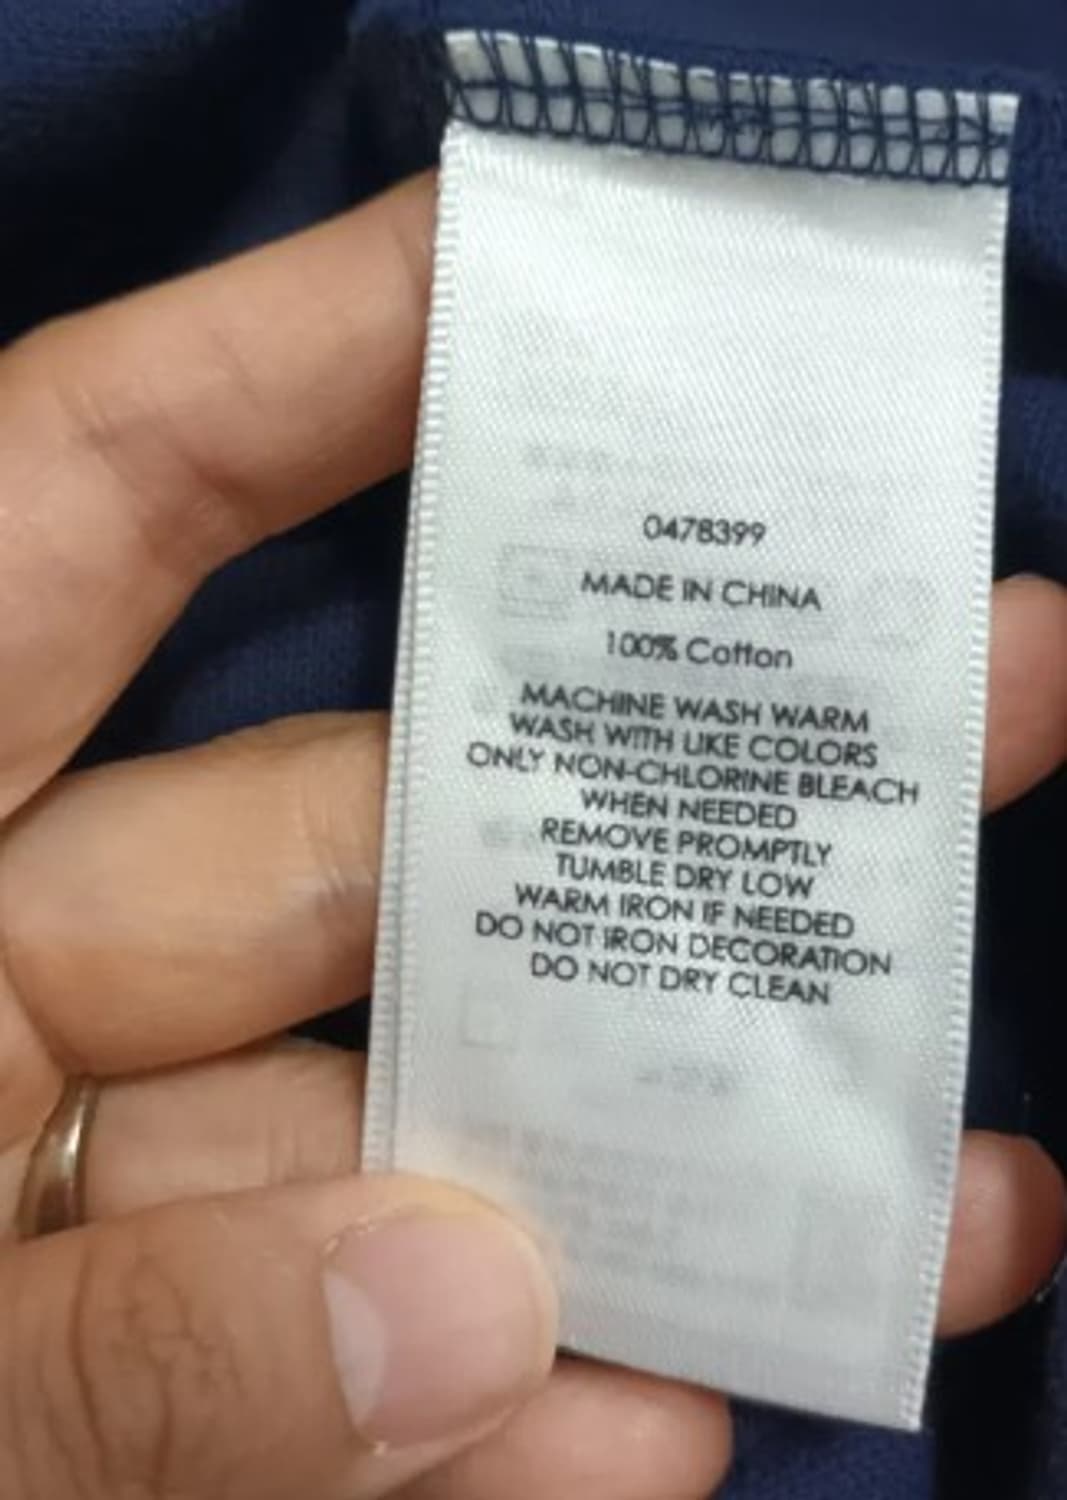 0478399
MADE IN CHINA
100% Cotton
MACHINE WASH WARM
WASH WITH LIKE COLORS
ONLY NON-CHLORINE BLEACH
WHEN NEEDED
REMOVE PROMPTLY
TUMBLE DRY LOW
WARM IRON IF NEEDED
DO NOT IRON DECORATION
DO NOT DRY CLEAN